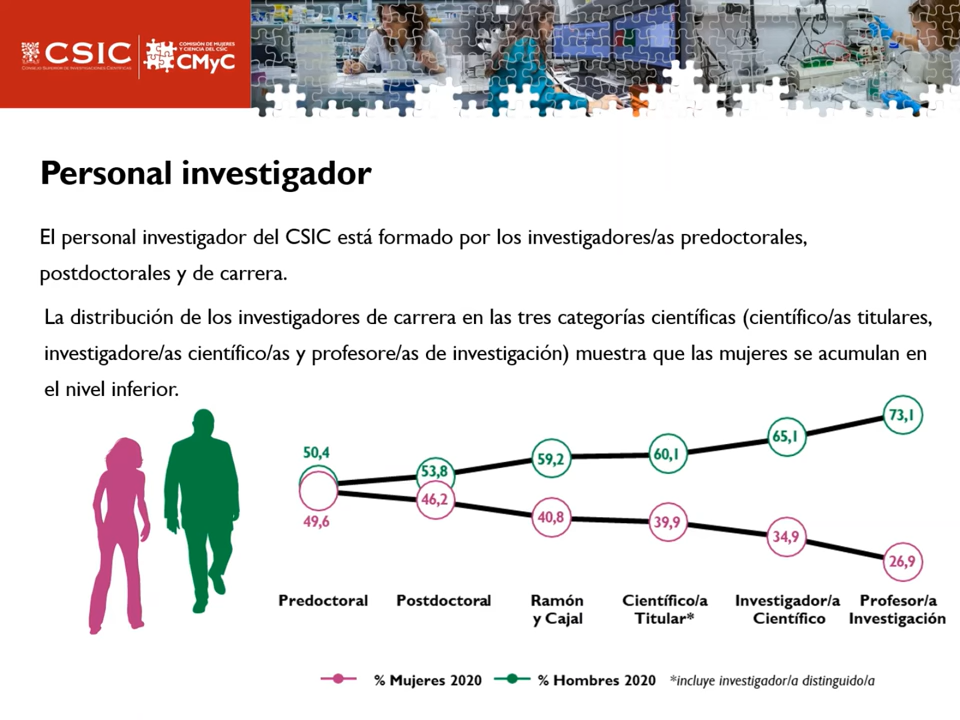 CSIC
CONSEJO SUPERIOR DE INVESTIGACIONES CIENTÍFICAS
COMISIÓN DE MUJERES
Y CIENCIA DEL CSIC
CMyC
Personal investigador
El personal investigador del CSIC está formado por los investigadores/as predoctorales,
postdoctorales y de carrera.
La distribución de los investigadores de carrera en las tres categorías científicas (científico/as titulares,
investigadore/as científico/as y profesore/as de investigación) muestra que las mujeres se acumulan en
el nivel inferior.
50,4 53,8 59,2 60,1 65,1 73,1
49,6 46,2 40,8 39,9 34,9 26,9
Predoctoral Postdoctoral Ramón Científico/a Investigador/a Profesor/a
y Cajal Titular* Científico Investigación
% Mujeres 2020 % Hombres 2020 *incluye investigador/a distinguido/a